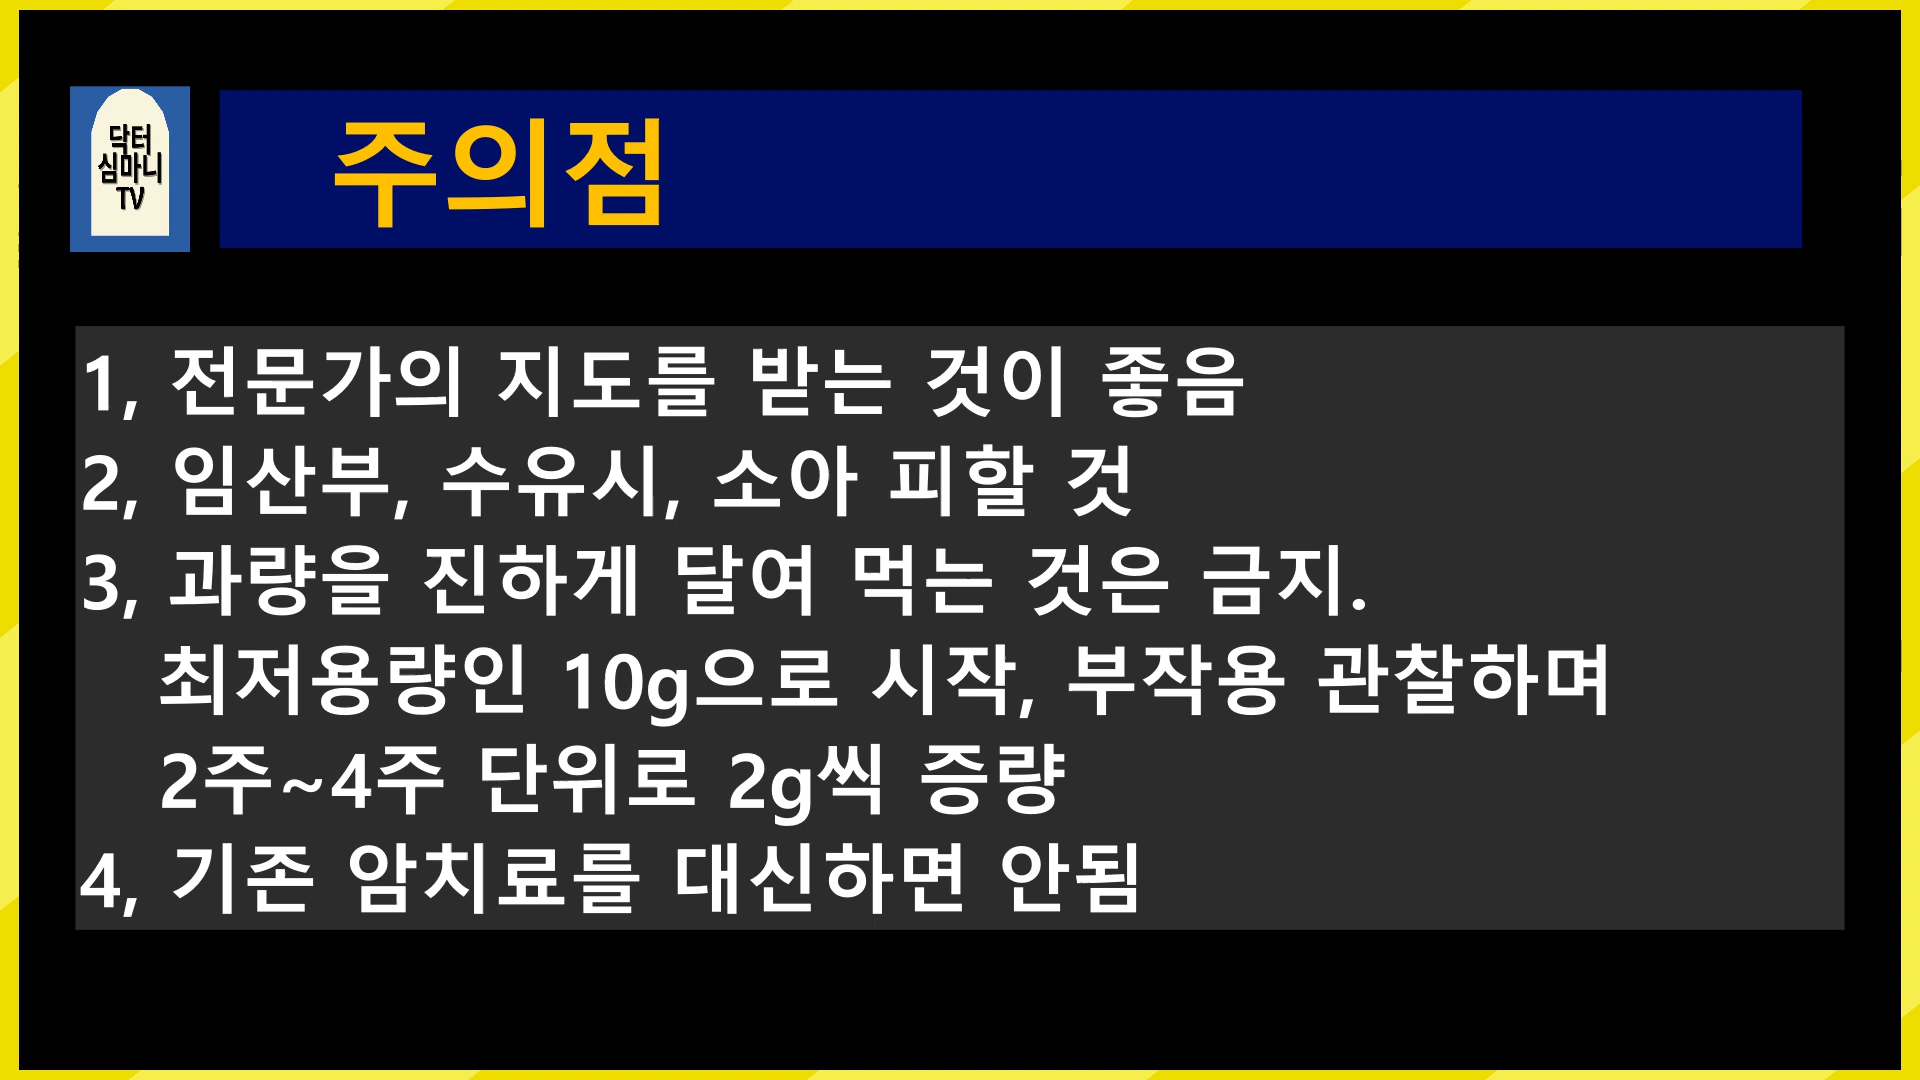 닥터
심마니
TV
주의점
1, 전문가의 지도를 받는 것이 좋음
2, 임산부, 수유시, 소아 피할 것
3, 과량을 진하게 달여 먹는 것은 금지.
최저용량인 10g으로 시작, 부작용 관찰하며
2주~4주 단위로 2g씩 증량
4, 기존 암치료를 대신하면 안됨